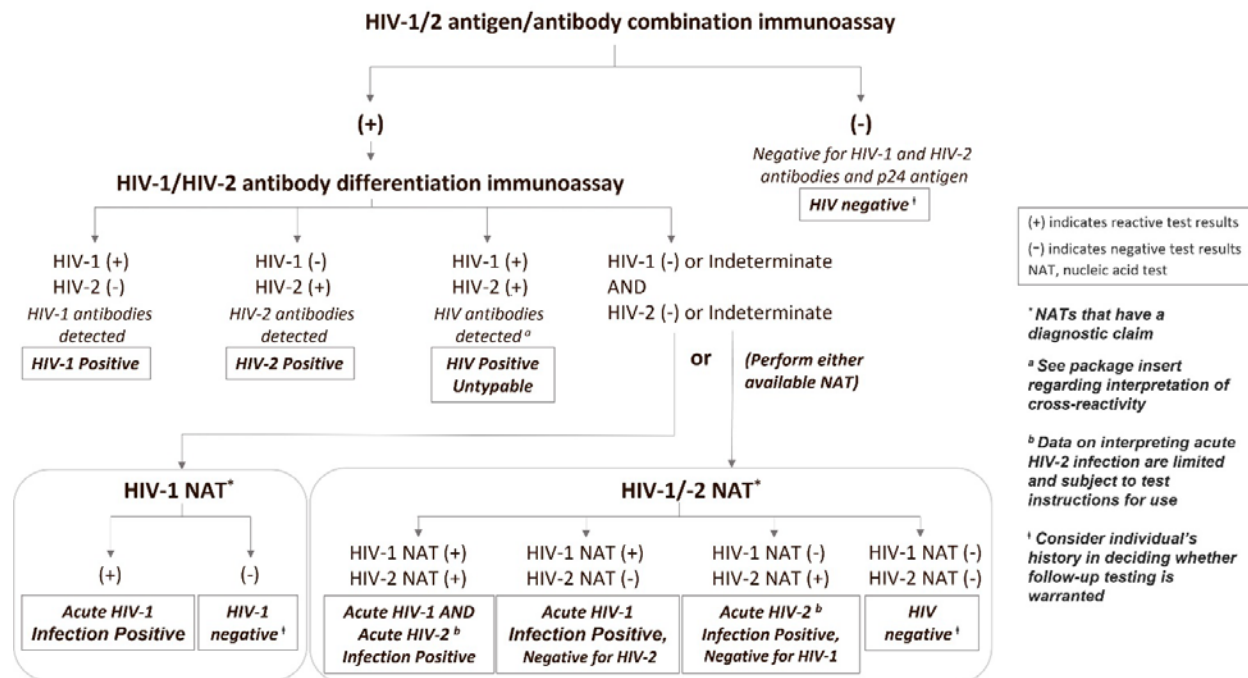 HIV-1/2 antigen/antibody combination immunoassay
(+)
(-)
Negative for HIV-1 and HIV-2
antibodies and p24 antigen
HIV negative ƚ
HIV-1/HIV-2 antibody differentiation immunoassay
HIV-1 (+)
HIV-2 (-)
HIV-1 antibodies
detected
HIV-1 Positive
HIV-1 (-)
HIV-2 (+)
HIV-2 antibodies
detected
HIV-2 Positive
HIV-1 (+)
HIV-2 (+)
HIV antibodies
detected a
HIV Positive
Untypable
HIV-1 (-) or Indeterminate
AND
HIV-2 (-) or Indeterminate
or
(Perform either
available NAT)
HIV-1 NAT*
(+)
Acute HIV-1
Infection Positive
(-)
HIV-1
negative ƚ
HIV-1/-2 NAT*
HIV-1 NAT (+)
HIV-2 NAT (+)
Acute HIV-1 AND
Acute HIV-2 b
Infection Positive
HIV-1 NAT (+)
HIV-2 NAT (-)
Acute HIV-1
Infection Positive,
Negative for HIV-2
HIV-1 NAT (-)
HIV-2 NAT (+)
Acute HIV-2 b
Infection Positive,
Negative for HIV-1
HIV-1 NAT (-)
HIV-2 NAT (-)
HIV
negative ƚ
(+) indicates reactive test results
(−) indicates negative test results
NAT, nucleic acid test
* NATs that have a
diagnostic claim
a See package insert
regarding interpretation of
cross-reactivity
b Data on interpreting acute
HIV-2 infection are limited
and subject to test
instructions for use
ƚ Consider individual's
history in deciding whether
follow-up testing is
warranted